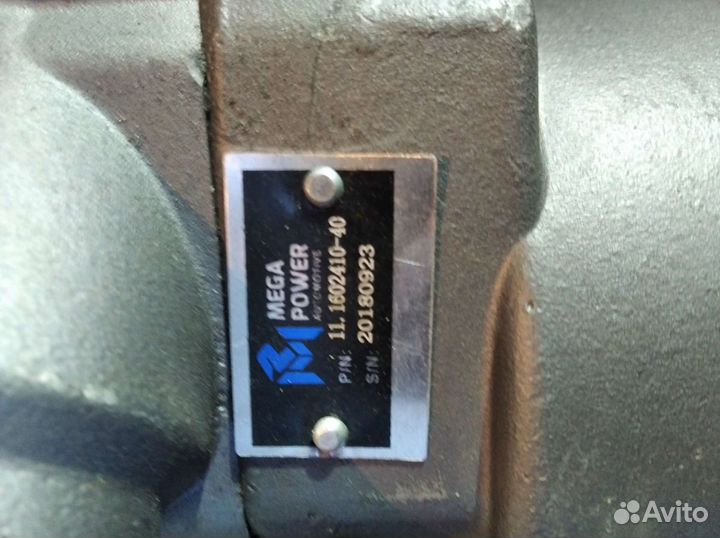 MEGA
POWER
AUTOMOTIVE
P/N: 11.1602410-40
S/N: 20180923
Avito